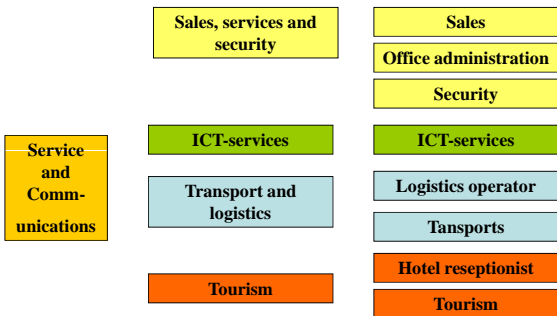 Service
and
Comm-
unications
Sales, services and
security
ICT-services
Transport and
logistics
Tourism
Sales
Office administration
Security
ICT-services
Logistics operator
Tansports
Hotel reseptionist
Tourism